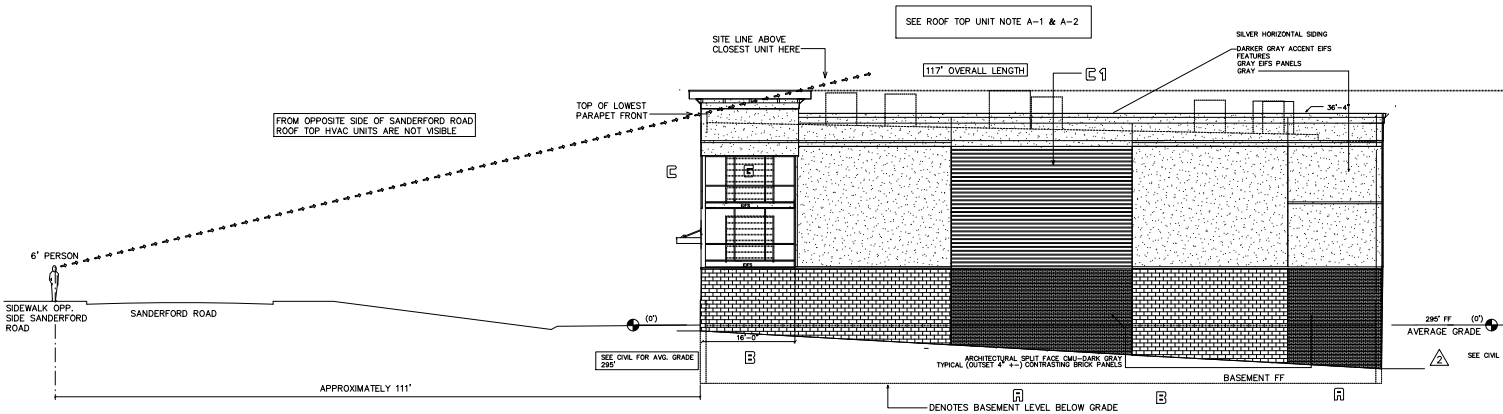 SEE ROOF TOP UNIT NOTE A-1 & A-2
SITE LINE ABOVE
CLOSEST UNIT HERE
117' OVERALL LENGTH
C1
SILVER HORIZONTAL SIDING
DARKER GRAY ACCENT EIFS
FEATURES
GRAY EIFS PANELS
GRAY
TOP OF LOWEST
PARAPET FRONT
36'-4"
FROM OPPOSITE SIDE OF SANDERFORD ROAD
ROOF TOP HVAC UNITS ARE NOT VISIBLE
C
G
6' PERSON
SIDEWALK OPP.
SIDE SANDERFORD
ROAD
SANDERFORD ROAD
(0')
295' FF
(0')
AVERAGE GRADE
16'-0"
SEE CIVIL FOR AVG. GRADE
295'
B
ARCHITECTURAL SPLIT FACE CMU-DARK GRAY
TYPICAL (OUTSET 4" +-) CONTRASTING BRICK PANELS
2
SEE CIVIL
BASEMENT FF
APPROXIMATELY 111'
A
B
A
DENOTES BASEMENT LEVEL BELOW GRADE